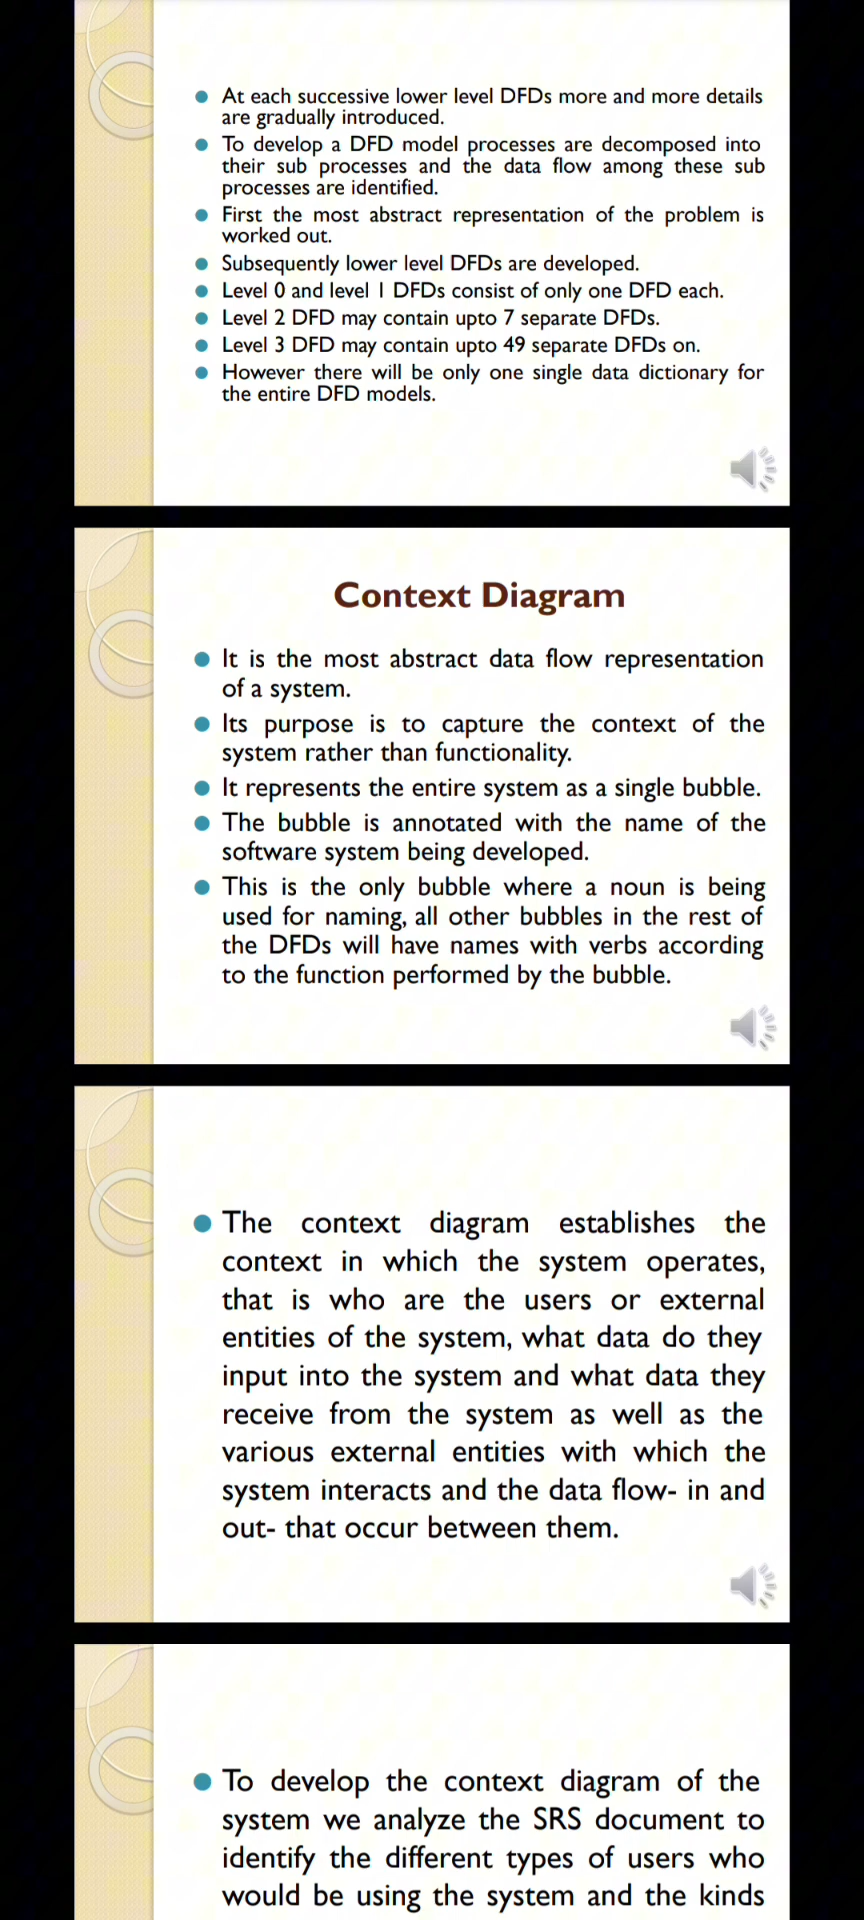 At each successive lower level DFDs more and more details
are gradually introduced.
To develop a DFD model processes are decomposed into
their sub processes and the data flow among these sub
processes are identified.
First the most abstract representation of the problem is
worked out.
Subsequently lower level DFDs are developed.
Level 0 and level 1 DFDs consist of only one DFD each.
Level 2 DFD may contain upto 7 separate DFDs.
Level 3 DFD may contain upto 49 separate DFDs on.
However there will be only one single data dictionary for
the entire DFD models.
Context Diagram
It is the most abstract data flow representation
of a system.
Its purpose is to capture the context of the
system rather than functionality.
It represents the entire system as a single bubble.
The bubble is annotated with the name of the
software system being developed.
This is the only bubble where a noun is being
used for naming, all other bubbles in the rest of
the DFDs will have names with verbs according
to the function performed by the bubble.
The context diagram establishes the
context in which the system operates,
that is who are the users or external
entities of the system, what data do they
input into the system and what data they
receive from the system as well as the
various external entities with which the
system interacts and the data flow- in and
out- that occur between them.
To develop the context diagram of the
system we analyze the SRS document to
identify the different types of users who
would be using the system and the kinds